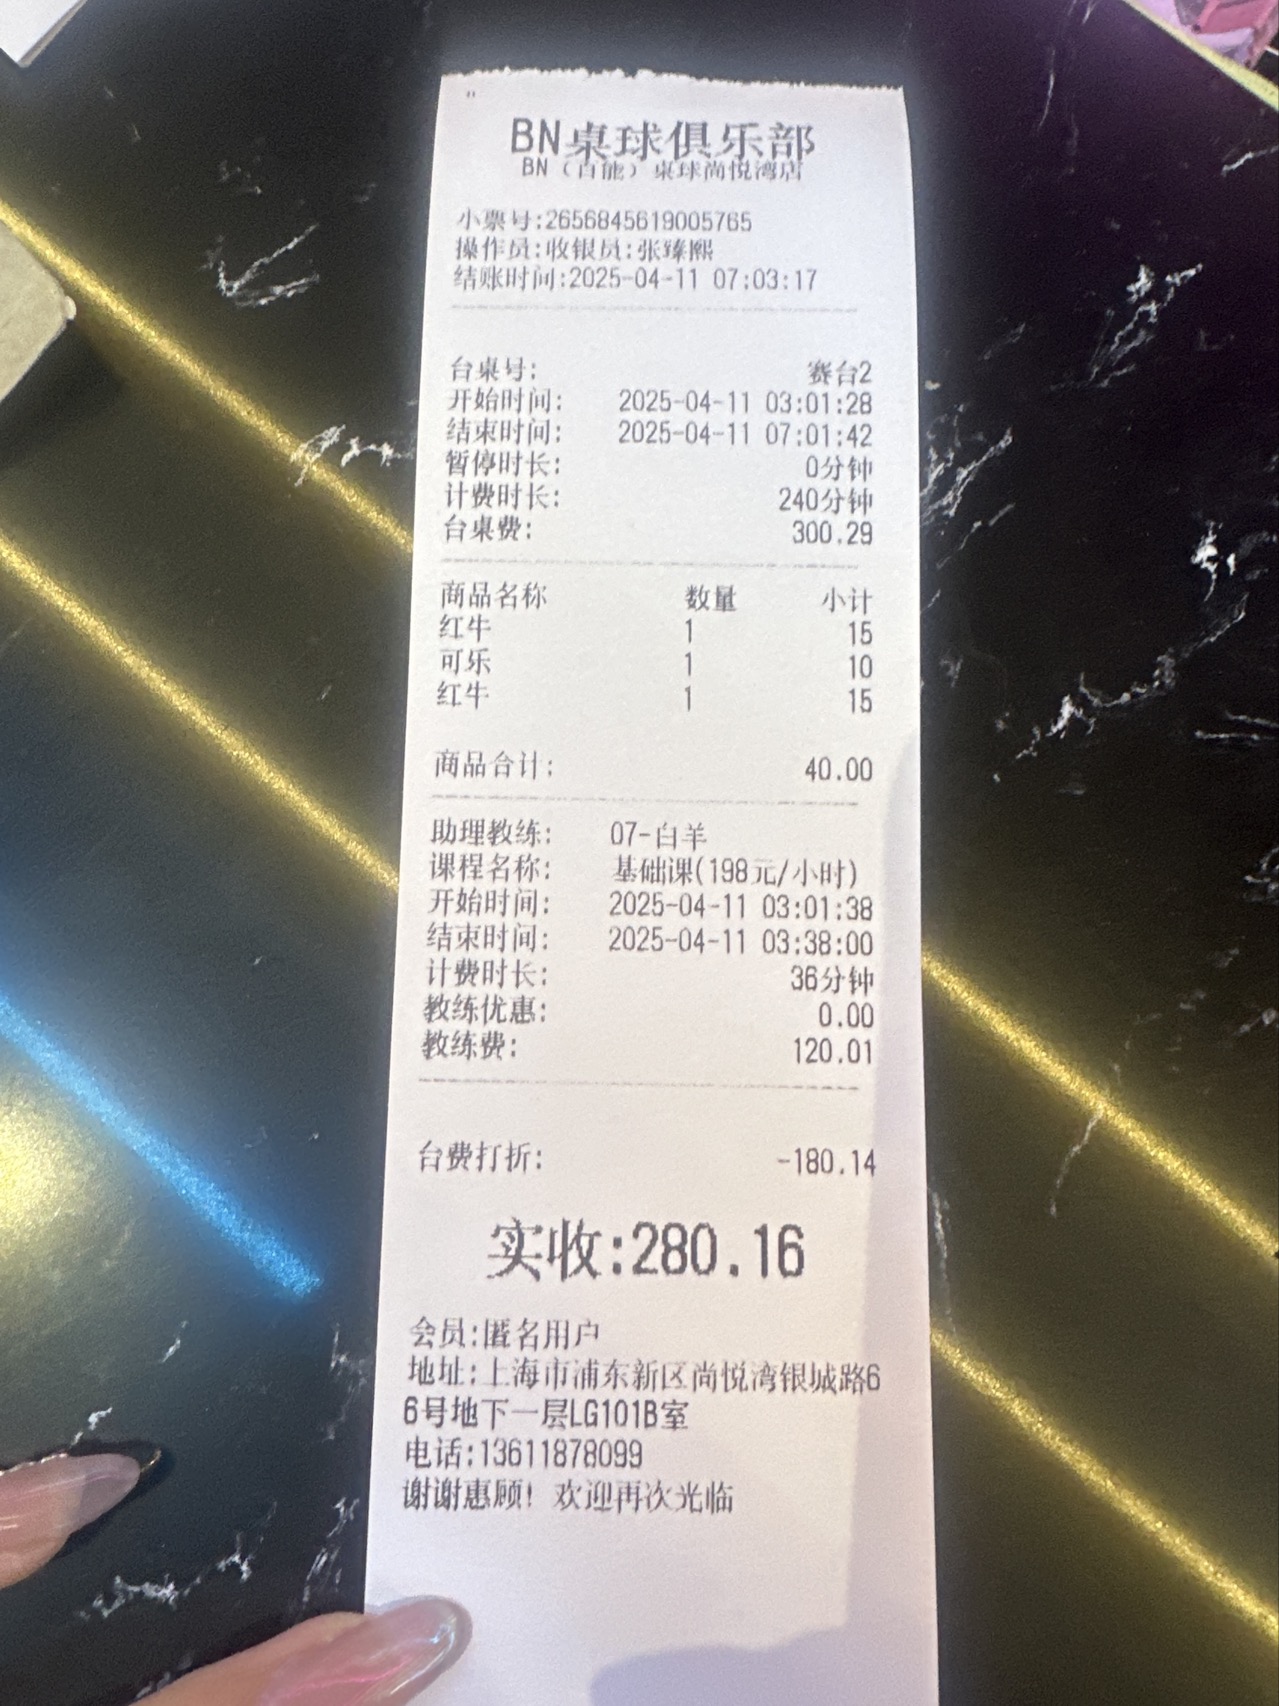 BN桌球俱乐部
BN（百能）桌球尚悦湾店
小票号:2656845619005765
操作员:收银员:张臻熙
结账时间:2025-04-11 07:03:17
台桌号: 赛台2
开始时间: 2025-04-11 03:01:28
结束时间: 2025-04-11 07:01:42
暂停时长: 0分钟
计费时长: 240分钟
台桌费: 300.29
商品名称 数量 小计
红牛 1 15
可乐 1 10
红牛 1 15
商品合计: 40.00
助理教练: 07-白羊
课程名称: 基础课(198元/小时)
开始时间: 2025-04-11 03:01:38
结束时间: 2025-04-11 03:38:00
计费时长: 36分钟
教练优惠: 0.00
教练费: 120.01
台费打折: -180.14
实收:280.16
会员:匿名用户
地址:上海市浦东新区尚悦湾银城路6
6号地下一层LG101B室
电话:13611878099
谢谢惠顾! 欢迎再次光临